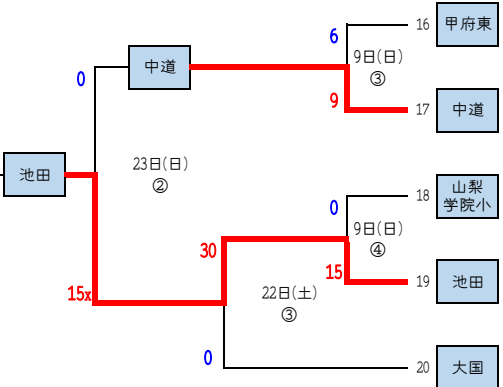 6
16
甲府東
9日(日)
③
0
中道
9
17
中道
23日(日)
②
池田
0
18
山梨
学院小
9日(日)
④
30
15
19
池田
15x
22日(土)
③
0
20
大国